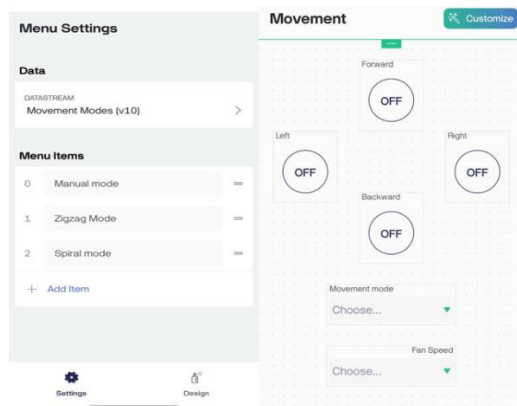 Menu Settings
Data
DATASTREAM
Movement Modes (v10)
Menu Items
0 Manual mode
1 Zigzag Mode
2 Spiral mode
+ Add Item
Settings
Design
Movement
Customize
Forward
OFF
Left
Right
OFF
OFF
Backward
OFF
Movement mode
Choose...
Fan Speed
Choose...